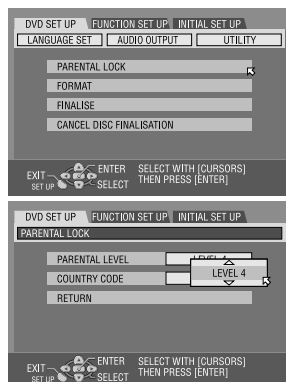 DVD SET UP FUNCTION SET UP INITIAL SET UP
LANGUAGE SET AUDIO OUTPUT UTILITY
PARENTAL LOCK
FORMAT
FINALISE
CANCEL DISC FINALISATION
EXIT ENTER SELECT WITH [CURSORS]
SET UP SELECT THEN PRESS [ENTER]
DVD SET UP FUNCTION SET UP INITIAL SET UP
PARENTAL LOCK
PARENTAL LEVEL
LEVEL 4
COUNTRY CODE
RETURN
EXIT ENTER SELECT WITH [CURSORS]
SET UP SELECT THEN PRESS [ENTER]